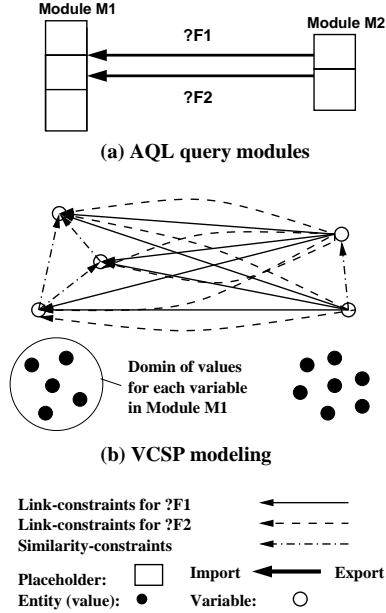 Module M1
Module M2
?F1
?F2
(a) AQL query modules
Domin of values
for each variable
in Module M1
(b) VCSP modeling
Link-constraints for ?F1
Link-constraints for ?F2
Similarity-constraints
Placeholder: Import Export
Entity (value): Variable: